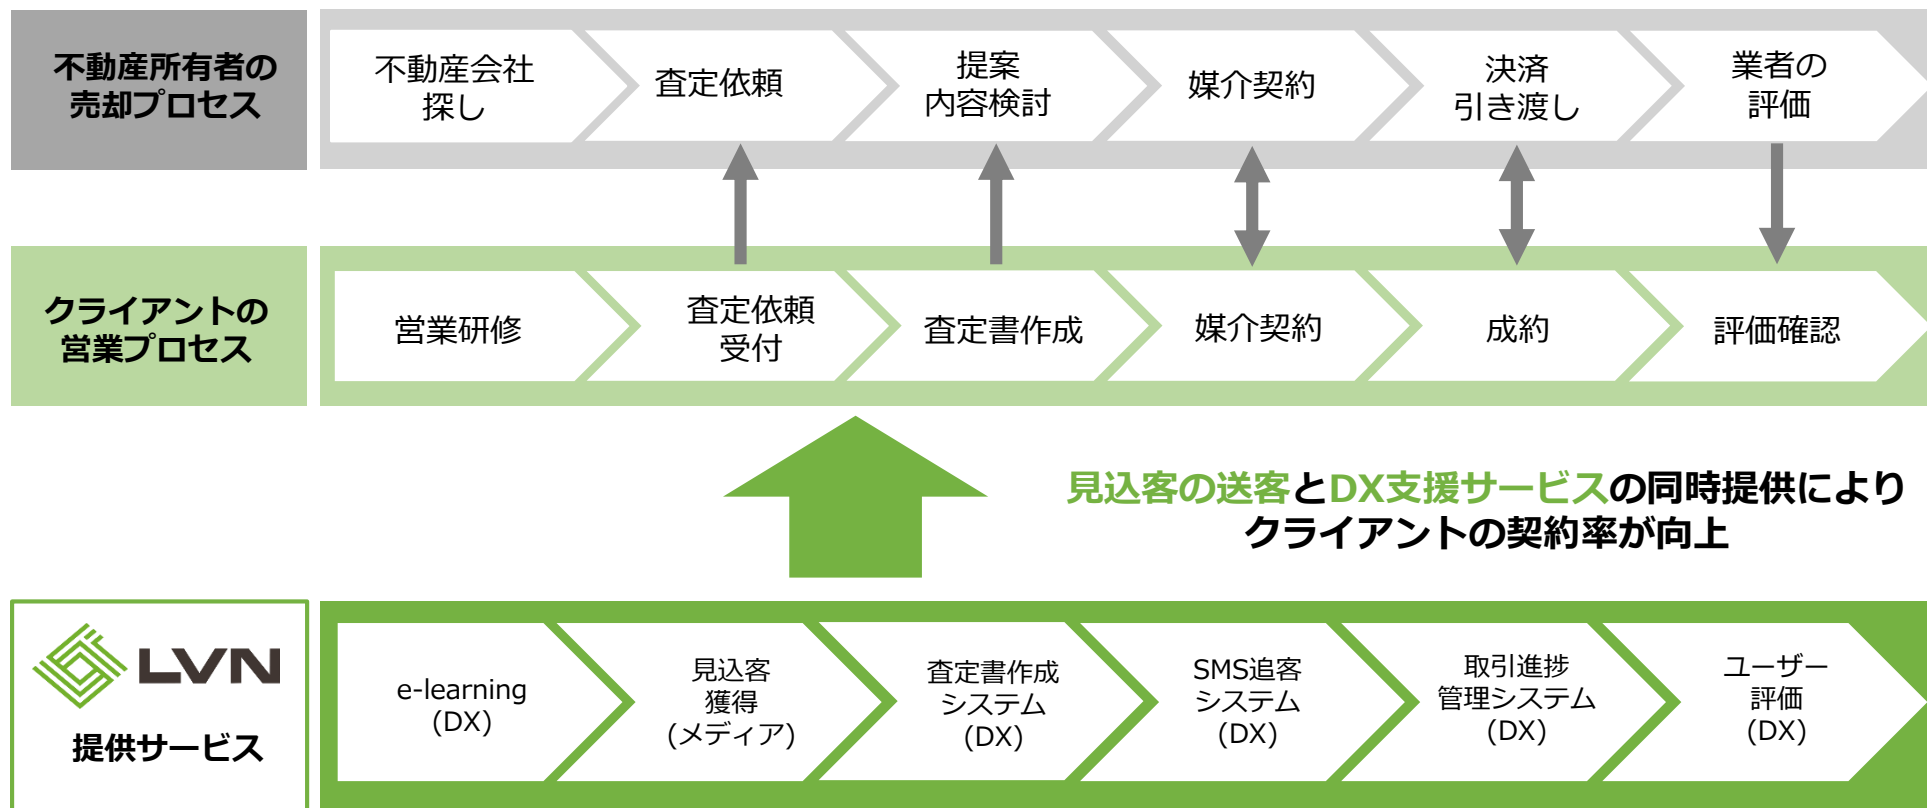 不動産所有者の
売却プロセス
不動産会社
探し
査定依頼
提案
内容検討
媒介契約
決済
引き渡し
業者の
評価
クライアントの
営業プロセス
営業研修
査定依頼
受付
査定書作成
媒介契約
成約
評価確認
見込客の送客とDX支援サービスの同時提供により
クライアントの契約率が向上
LVN
提供サービス
e-learning
(DX)
見込客
獲得
(メディア)
査定書作成
システム
(DX)
SMS追客
システム
(DX)
取引進捗
管理システム
(DX)
ユーザー
評価
(DX)